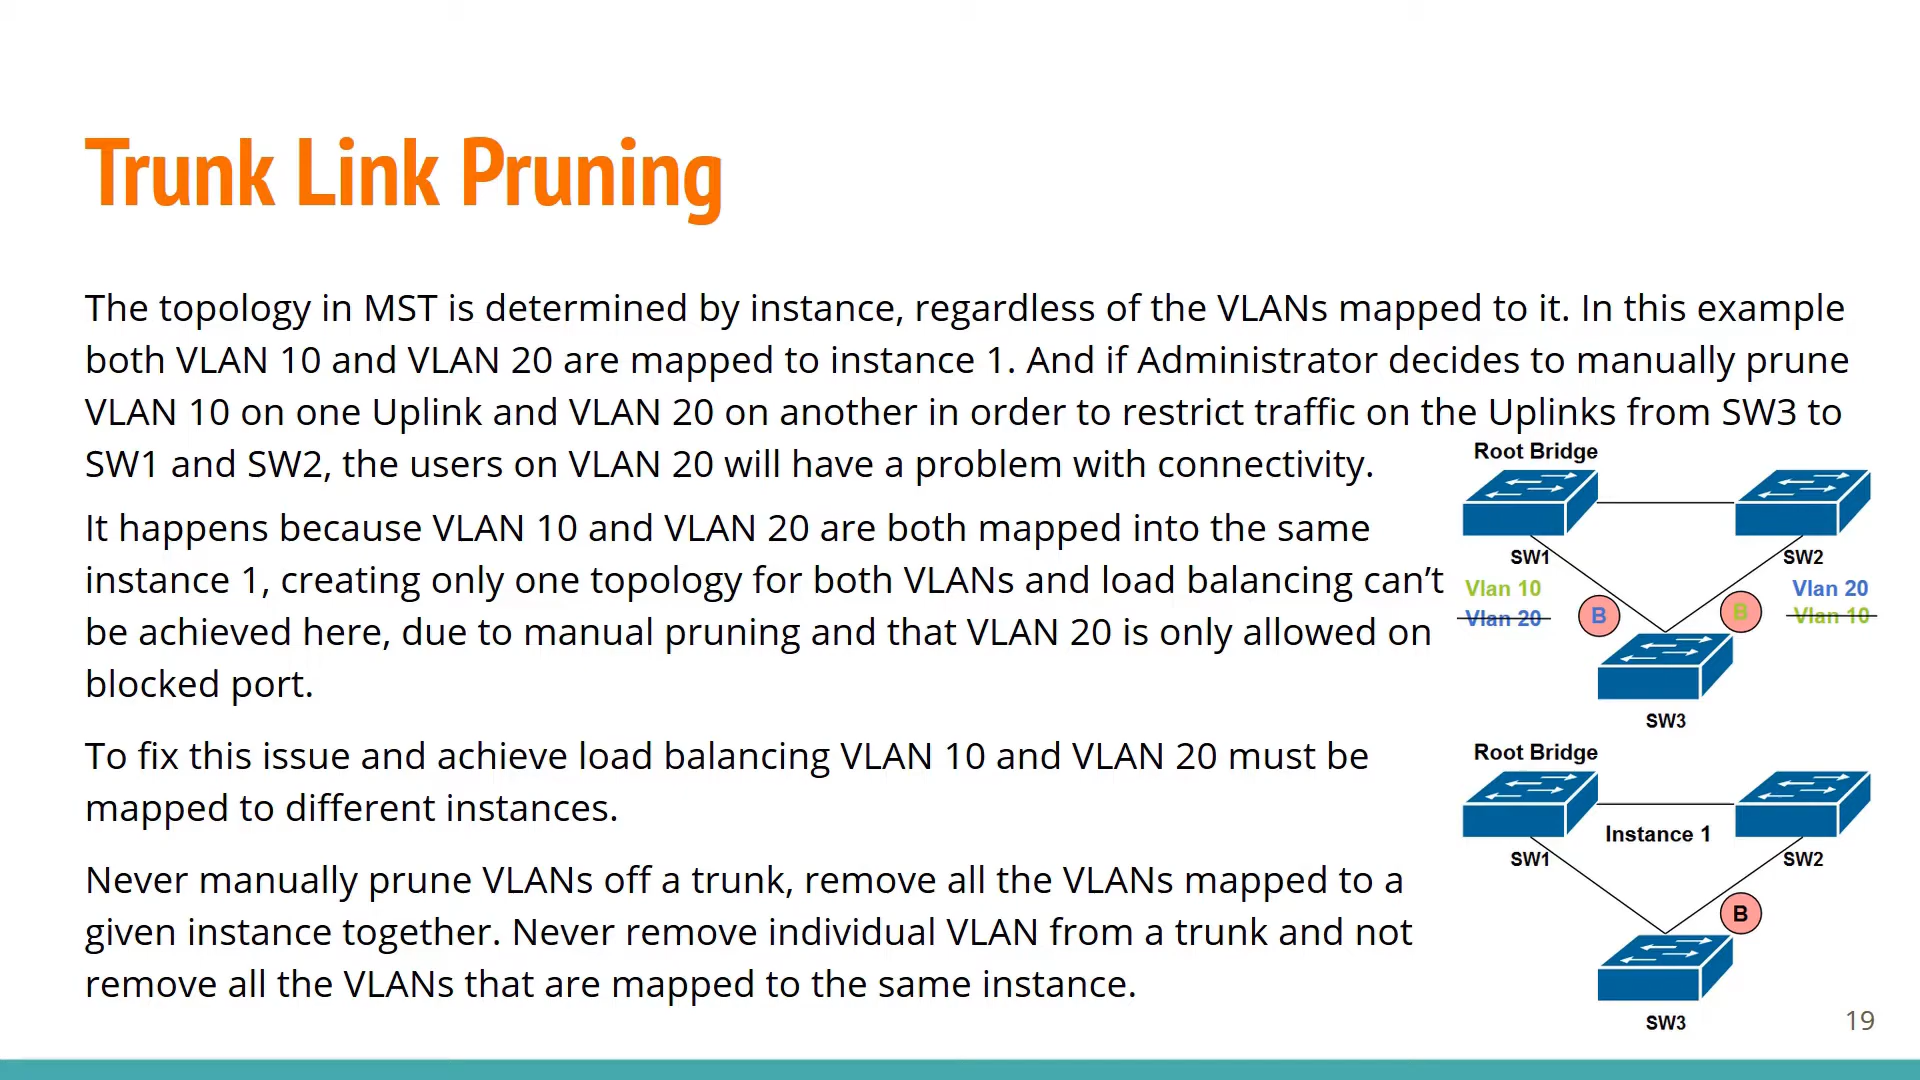 Trunk Link Pruning
The topology in MST is determined by instance, regardless of the VLANs mapped to it. In this example
both VLAN 10 and VLAN 20 are mapped to instance 1. And if Administrator decides to manually prune
VLAN 10 on one Uplink and VLAN 20 on another in order to restrict traffic on the Uplinks from SW3 to
SW1 and SW2, the users on VLAN 20 will have a problem with connectivity.
It happens because VLAN 10 and VLAN 20 are both mapped into the same
instance 1, creating only one topology for both VLANs and load balancing can’t
be achieved here, due to manual pruning and that VLAN 20 is only allowed on
blocked port.
To fix this issue and achieve load balancing VLAN 10 and VLAN 20 must be
mapped to different instances.
Never manually prune VLANs off a trunk, remove all the VLANs mapped to a
given instance together. Never remove individual VLAN from a trunk and not
remove all the VLANs that are mapped to the same instance.
Root Bridge
SW1
SW2
Vlan 10
Vlan 20
Vlan 20
B
B
Vlan 10
SW3
Root Bridge
Instance 1
SW1
SW2
B
SW3
19